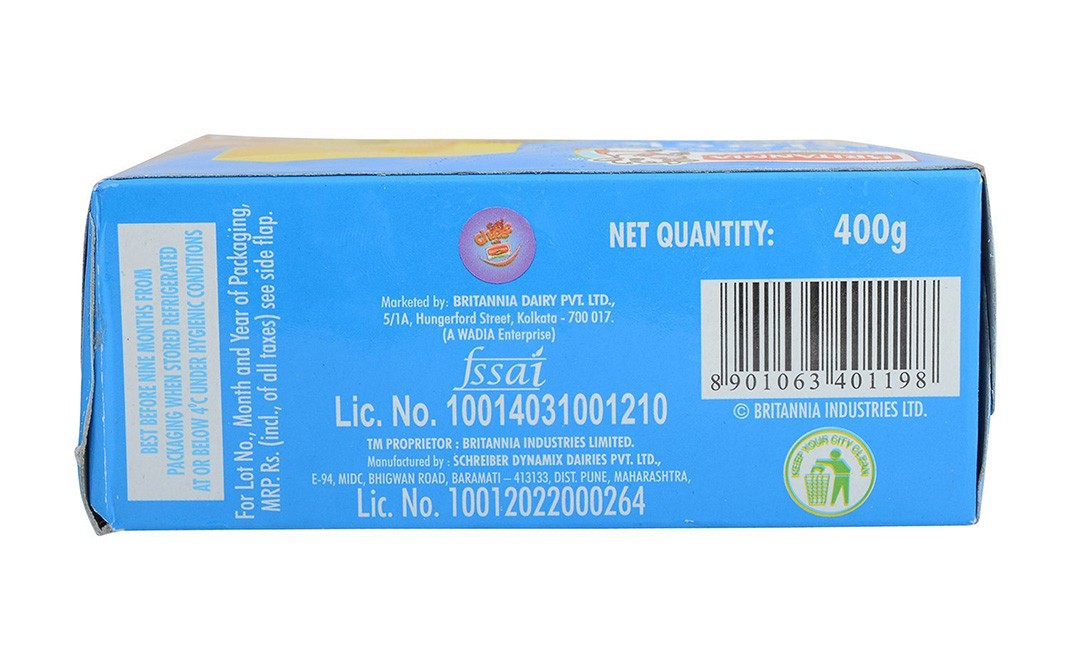 BRITANNIA
BEST BEFORE NINE MONTHS FROM
PACKAGING WHEN STORED REFRIGERATED
AT OR BELOW 4°C UNDER HYGIENIC CONDITIONS
For Lot No., Month and Year of Packaging,
MRP. Rs. (incl., of all taxes) see side flap.
Say
Cheese
Marketed by: BRITANNIA DAIRY PVT. LTD.,
5/1A, Hungerford Street, Kolkata - 700 017.
(A WADIA Enterprise)
fssai
Lic. No. 10014031001210
TM PROPRIETOR : BRITANNIA INDUSTRIES LIMITED.
Manufactured by : SCHREIBER DYNAMIX DAIRIES PVT. LTD.,
E-94, MIDC, BHIGWAN ROAD, BARAMATI – 413133, DIST. PUNE, MAHARASHTRA,
Lic. No. 10012022000264
NET QUANTITY: 400g
8 901063 401198
© BRITANNIA INDUSTRIES LTD.
KEEP YOUR CITY CLEAN